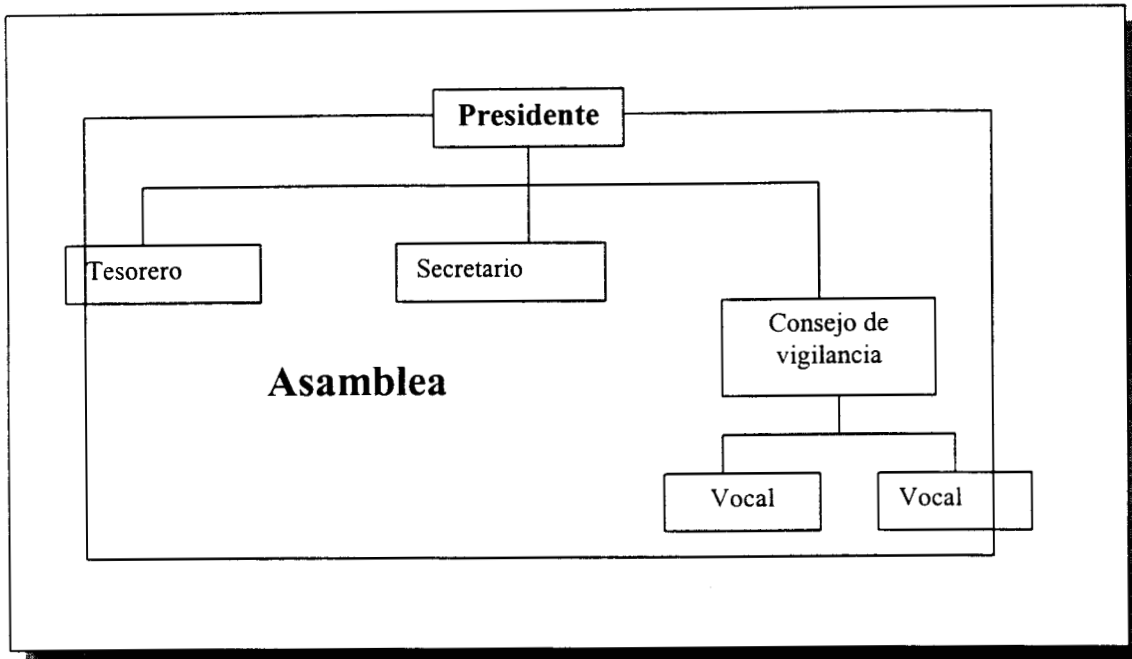 Presidente
Tesorero
Secretario
Consejo de
vigilancia
Asamblea
Vocal
Vocal